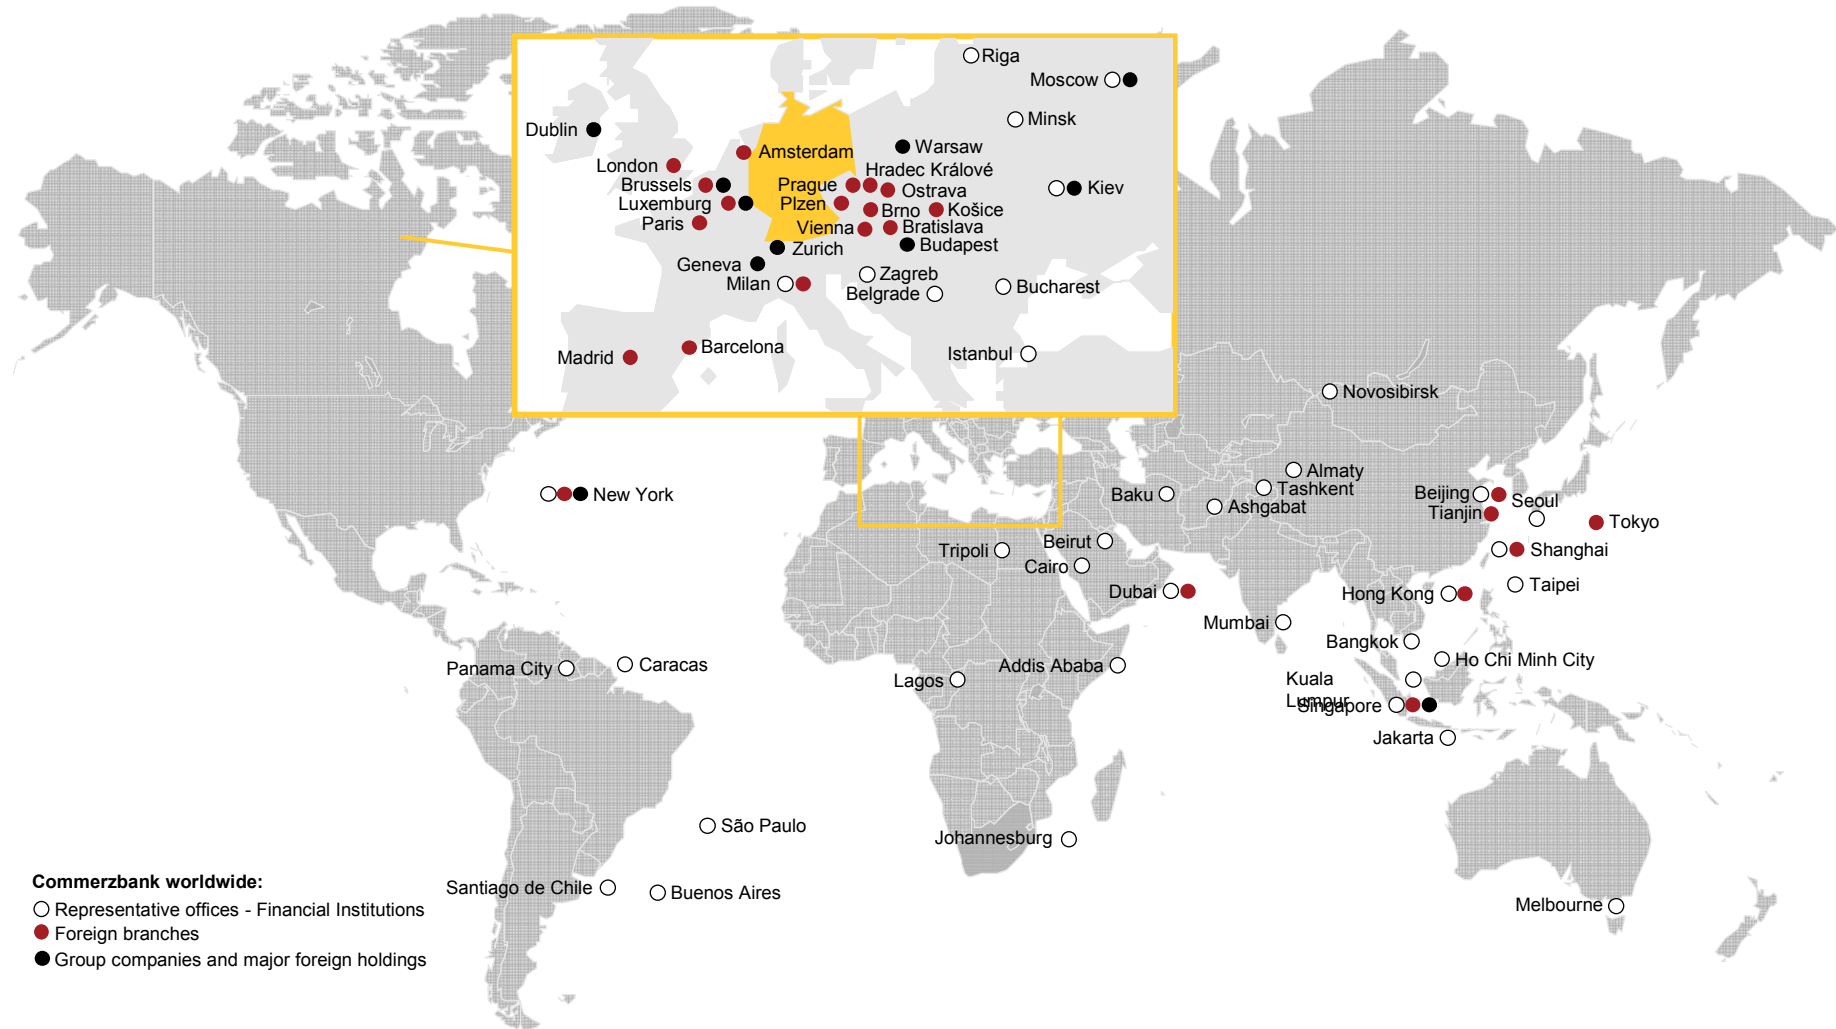 Riga
Moscow
Minsk
Dublin
Warsaw
Amsterdam
London
Hradec Králové
Brussels
Prague
Ostrava
Kiev
Luxemburg
Plzen
Brno
Košice
Paris
Vienna
Bratislava
Zurich
Budapest
Geneva
Zagreb
Milan
Belgrade
Bucharest
Barcelona
Madrid
Istanbul
Novosibirsk
Almaty
Tashkent
New York
Baku
Ashgabat
Beijing
Seoul
Tianjin
Tokyo
Tripoli
Beirut
Shanghai
Cairo
Dubai
Taipei
Hong Kong
Mumbai
Bangkok
Ho Chi Minh City
Panama City
Caracas
Addis Ababa
Lagos
Kuala
Lumpur
Singapore
Jakarta
São Paulo
Johannesburg
Santiago de Chile
Buenos Aires
Melbourne
Commerzbank worldwide:
Representative offices - Financial Institutions
Foreign branches
Group companies and major foreign holdings